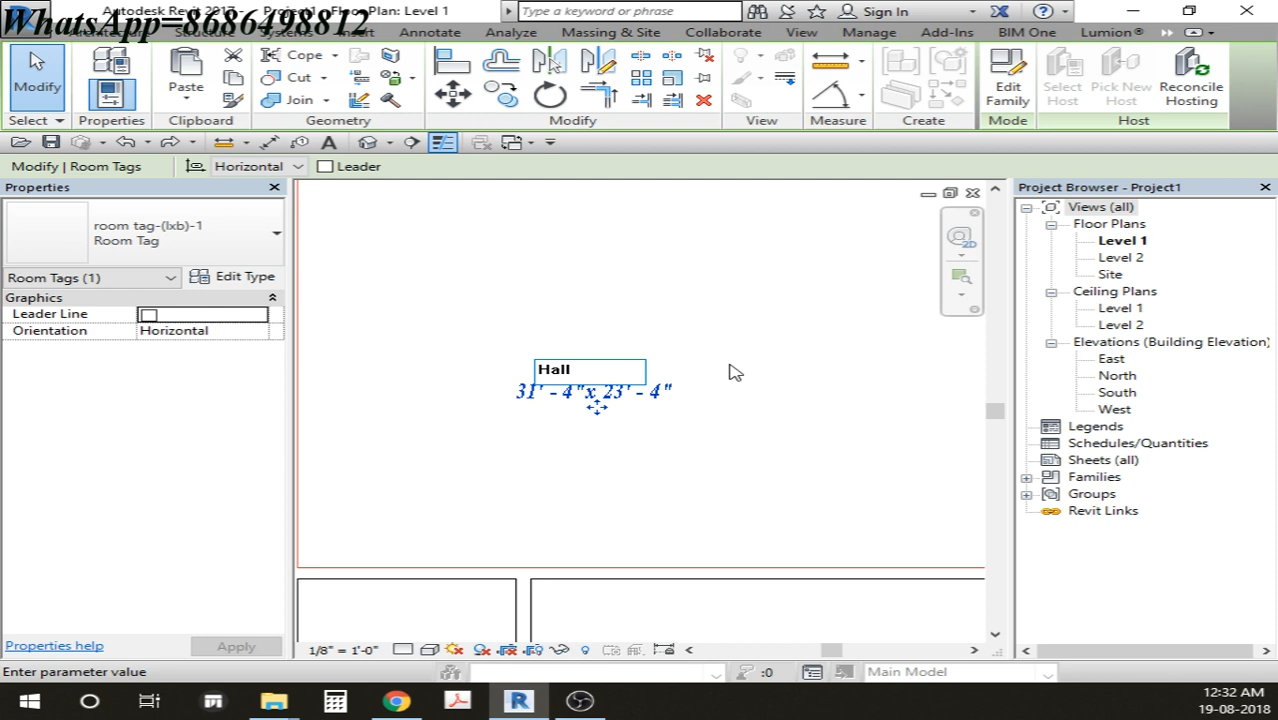 WhatsApp=8686498812
Autodesk Revit 2017 - Project1 - Floor Plan: Level 1
Type a keyword or phrase
Sign In
Annotate Analyze Massing & Site Collaborate View Manage Add-Ins BIM One Lumion®
Modify
Select
Properties
Paste
Clipboard
Cope
Cut
Join
Geometry
Modify
View
Measure
Create
Edit Family
Mode
Select Host
Pick New Host
Reconcile Hosting
Host
Modify | Room Tags
Horizontal
Leader
Properties
room tag-(lxb)-1
Room Tag
Room Tags (1)
Edit Type
Graphics
Leader Line
Orientation Horizontal
Properties help
Apply
Hall
31' - 4"x 23' - 4"
2D
1/8" = 1'-0"
Project Browser - Project1
Views (all)
Floor Plans
Level 1
Level 2
Site
Ceiling Plans
Level 1
Level 2
Elevations (Building Elevation)
East
North
South
West
Legends
Schedules/Quantities
Sheets (all)
Families
Groups
Revit Links
Enter parameter value
:0
Main Model
12:32 AM
19-08-2018